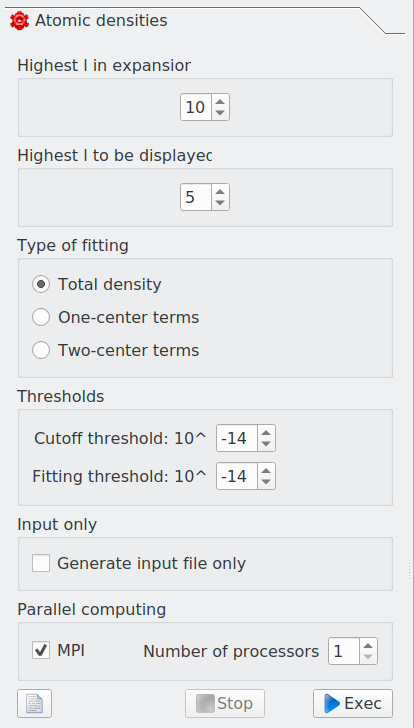 Atomic densities
Highest l in expansior
10
Highest l to be displayec
5
Type of fitting
Total density
One-center terms
Two-center terms
Thresholds
Cutoff threshold: 10^ -14
Fitting threshold: 10^ -14
Input only
Generate input file only
Parallel computing
MPI Number of processors 1
Stop Exec